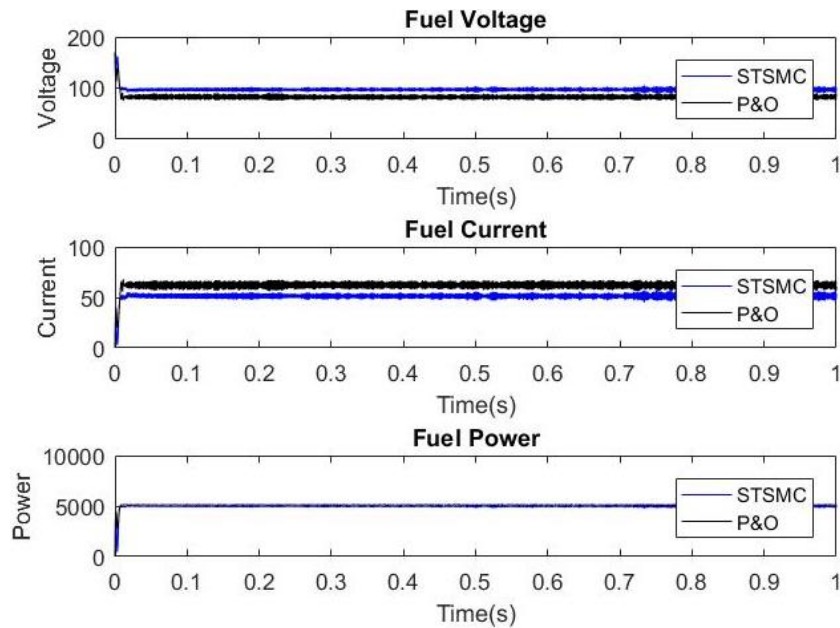 Fuel Voltage
200
100
0
Voltage
STSMC
P&O
0 0.1 0.2 0.3 0.4 0.5 0.6 0.7 0.8 0.9 1
Time(s)
Fuel Current
100
50
0
Current
STSMC
P&O
0 0.1 0.2 0.3 0.4 0.5 0.6 0.7 0.8 0.9 1
Time(s)
Fuel Power
10000
5000
0
Power
STSMC
P&O
0 0.1 0.2 0.3 0.4 0.5 0.6 0.7 0.8 0.9 1
Time(s)